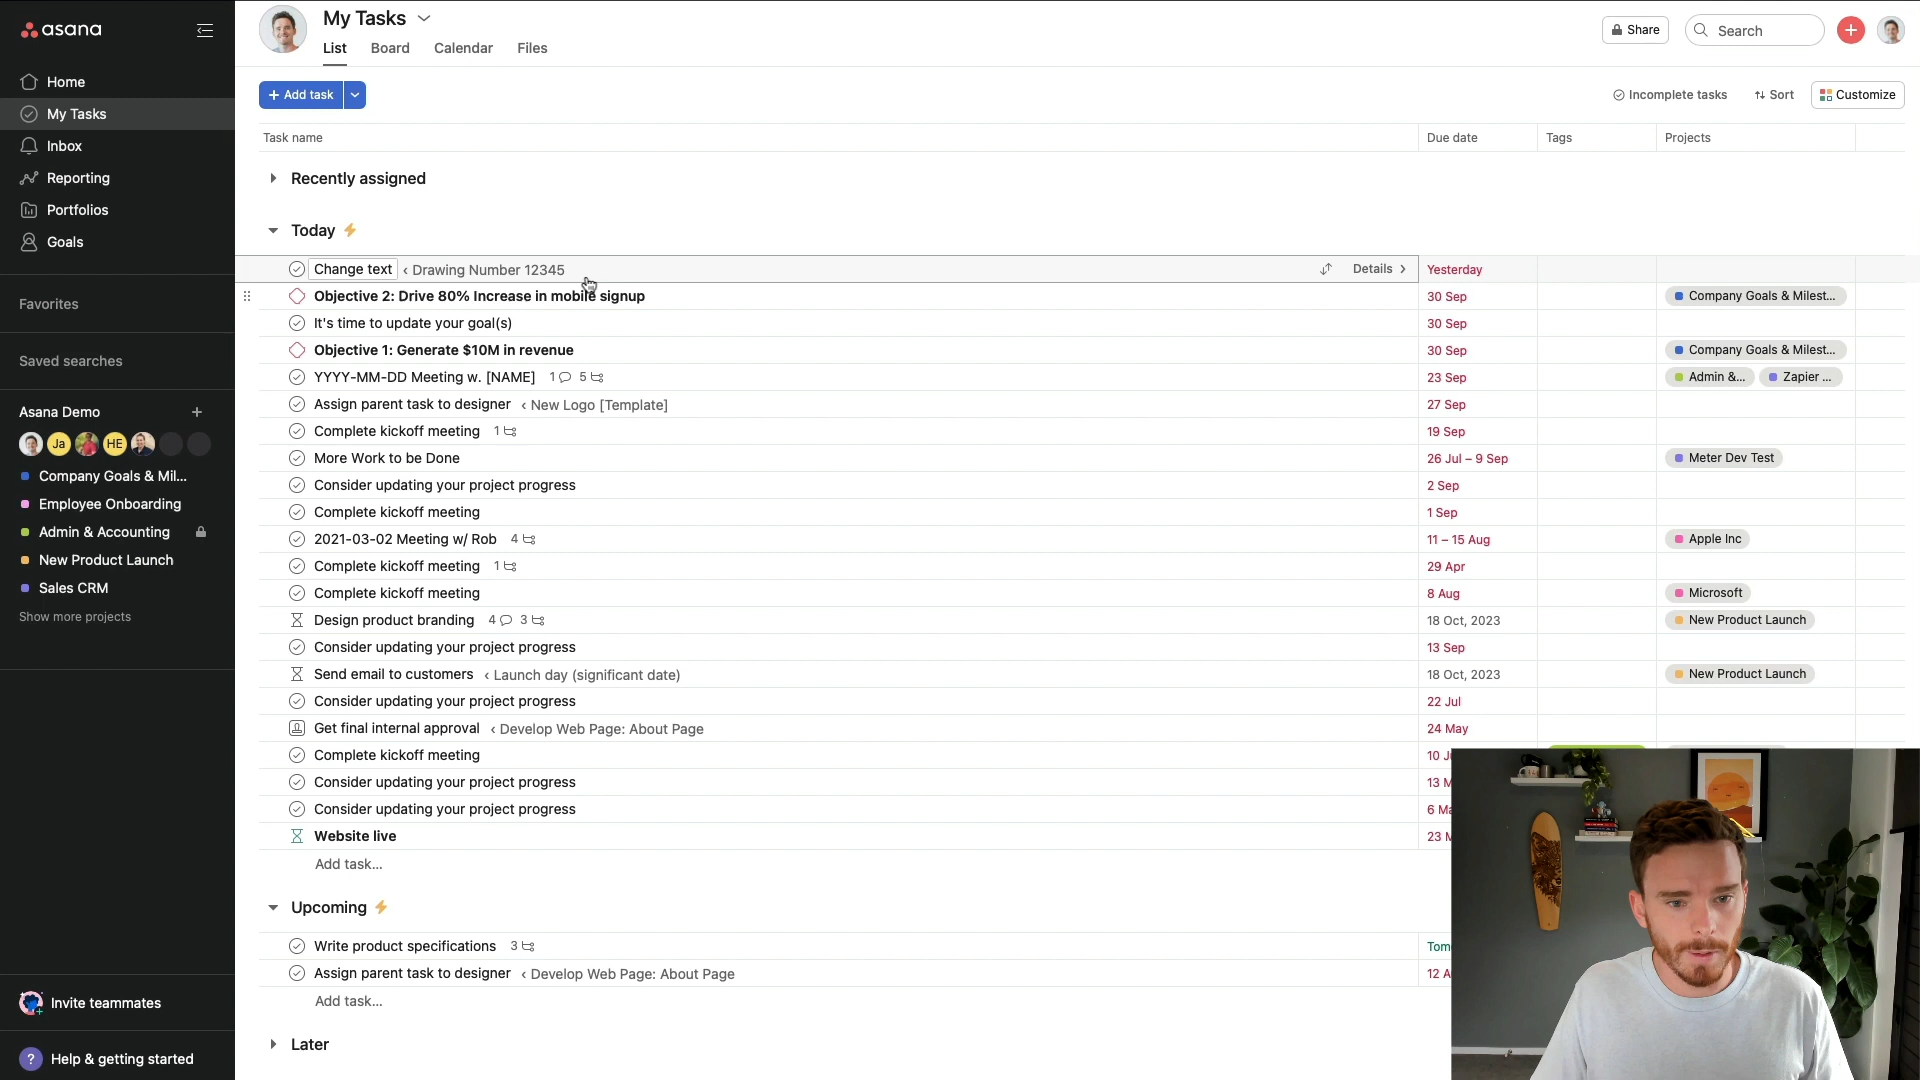 asana
Home
My Tasks
Inbox
Reporting
Portfolios
Goals
Favorites
Saved searches
Asana Demo
Ja HE
Company Goals & Mil...
Employee Onboarding
Admin & Accounting
New Product Launch
Sales CRM
Show more projects
Invite teammates
? Help & getting started
My Tasks
List Board Calendar Files
Share Search
+ Add task Incomplete tasks Sort Customize
Task name Due date Tags Projects
Recently assigned
Today
Change text ‹ Drawing Number 12345 Details Yesterday
Objective 2: Drive 80% Increase in mobile signup 30 Sep Company Goals & Milest...
It's time to update your goal(s) 30 Sep
Objective 1: Generate $10M in revenue 30 Sep Company Goals & Milest...
YYYY-MM-DD Meeting w. [NAME] 1 5 23 Sep Admin &... Zapier ...
Assign parent task to designer ‹ New Logo [Template] 27 Sep
Complete kickoff meeting 1 19 Sep
More Work to be Done 26 Jul – 9 Sep Meter Dev Test
Consider updating your project progress 2 Sep
Complete kickoff meeting 1 Sep
2021-03-02 Meeting w/ Rob 4 11 – 15 Aug Apple Inc
Complete kickoff meeting 1 29 Apr
Complete kickoff meeting 8 Aug Microsoft
Design product branding 4 3 18 Oct, 2023 New Product Launch
Consider updating your project progress 13 Sep
Send email to customers ‹ Launch day (significant date) 18 Oct, 2023 New Product Launch
Consider updating your project progress 22 Jul
Get final internal approval ‹ Develop Web Page: About Page 24 May
Complete kickoff meeting 10
Consider updating your project progress 13
Consider updating your project progress 6
Website live 23
Add task...
Upcoming
Write product specifications 3
Assign parent task to designer ‹ Develop Web Page: About Page 12
Add task...
Later